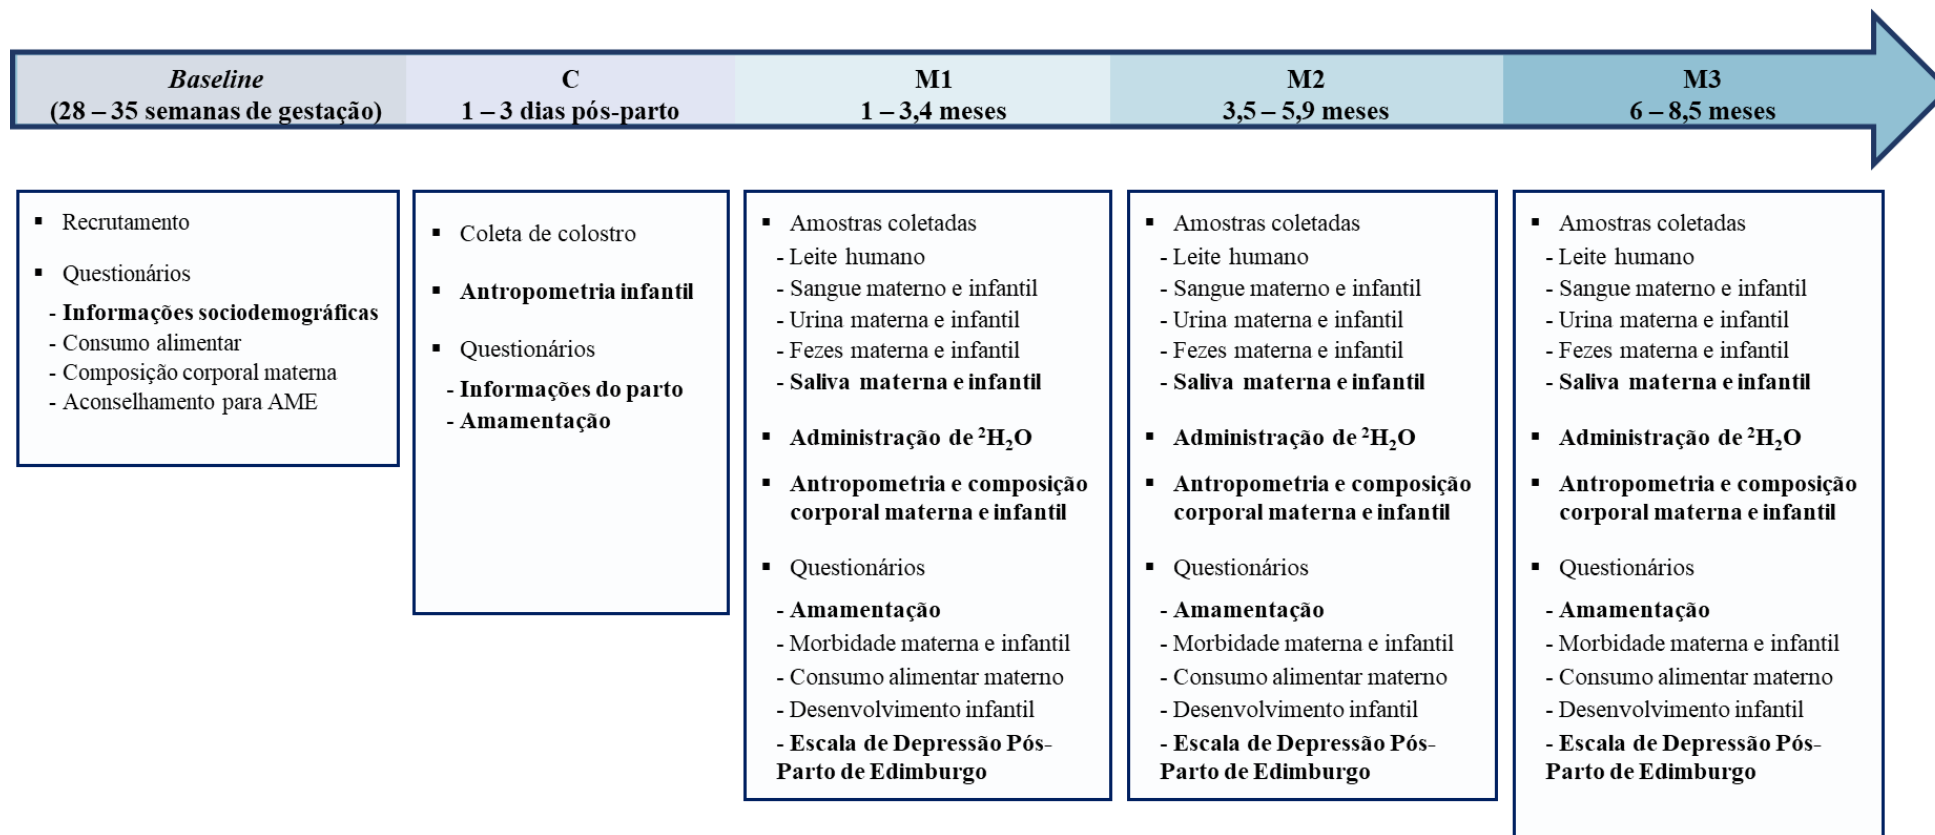 Baseline
(28 – 35 semanas de gestação)
C
1 – 3 dias pós-parto
M1
1 – 3,4 meses
M2
3,5 – 5,9 meses
M3
6 – 8,5 meses
▪ Recrutamento
▪ Questionários
- Informações sociodemográficas
- Consumo alimentar
- Composição corporal materna
- Aconselhamento para AME
▪ Coleta de colostro
▪ Antropometria infantil
▪ Questionários
- Informações do parto
- Amamentação
▪ Amostras coletadas
- Leite humano
- Sangue materno e infantil
- Urina materna e infantil
- Fezes materna e infantil
- Saliva materna e infantil
▪ Administração de ²H₂O
▪ Antropometria e composição
corporal materna e infantil
▪ Questionários
- Amamentação
- Morbidade materna e infantil
- Consumo alimentar materno
- Desenvolvimento infantil
- Escala de Depressão Pós-
Parto de Edimburgo
▪ Amostras coletadas
- Leite humano
- Sangue materno e infantil
- Urina materna e infantil
- Fezes materna e infantil
- Saliva materna e infantil
▪ Administração de ²H₂O
▪ Antropometria e composição
corporal materna e infantil
▪ Questionários
- Amamentação
- Morbidade materna e infantil
- Consumo alimentar materno
- Desenvolvimento infantil
- Escala de Depressão Pós-
Parto de Edimburgo
▪ Amostras coletadas
- Leite humano
- Sangue materno e infantil
- Urina materna e infantil
- Fezes materna e infantil
- Saliva materna e infantil
▪ Administração de ²H₂O
▪ Antropometria e composição
corporal materna e infantil
▪ Questionários
- Amamentação
- Morbidade materna e infantil
- Consumo alimentar materno
- Desenvolvimento infantil
- Escala de Depressão Pós-
Parto de Edimburgo